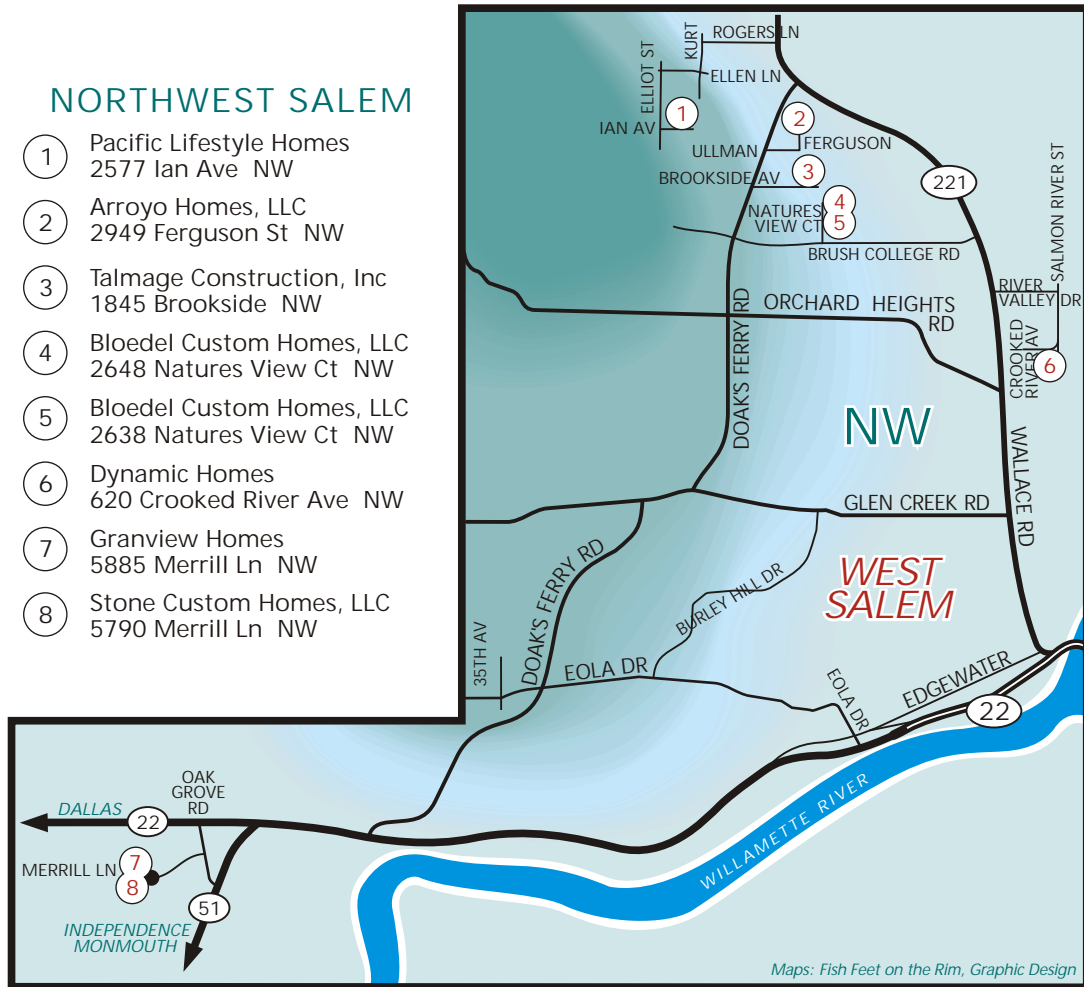 NORTHWEST SALEM
1 Pacific Lifestyle Homes
2577 Ian Ave NW
2 Arroyo Homes, LLC
2949 Ferguson St NW
3 Talmage Construction, Inc
1845 Brookside NW
4 Bloedel Custom Homes, LLC
2648 Natures View Ct NW
5 Bloedel Custom Homes, LLC
2638 Natures View Ct NW
6 Dynamic Homes
620 Crooked River Ave NW
7 Granview Homes
5885 Merrill Ln NW
8 Stone Custom Homes, LLC
5790 Merrill Ln NW
ROGERS LN
KURT
ELLIOT ST
ELLEN LN
1
IAN AV
2
ULLMAN
FERGUSON
BROOKSIDE AV
3
221
SALMON RIVER ST
4
NATURES
VIEW CT
5
BRUSH COLLEGE RD
RIVER
VALLEY DR
ORCHARD HEIGHTS
RD
DOAK'S FERRY RD
CROOKED
RIVER AV
6
NW
WALLACE RD
GLEN CREEK RD
DOAK'S FERRY RD
BURLEY HILL DR
WEST
SALEM
35TH AV
EOLA DR
EOLA DR
EDGEWATER
22
WILLAMETTE RIVER
OAK
GROVE
RD
DALLAS
22
MERRILL LN
7
8
51
INDEPENDENCE
MONMOUTH
Maps: Fish Feet on the Rim, Graphic Design